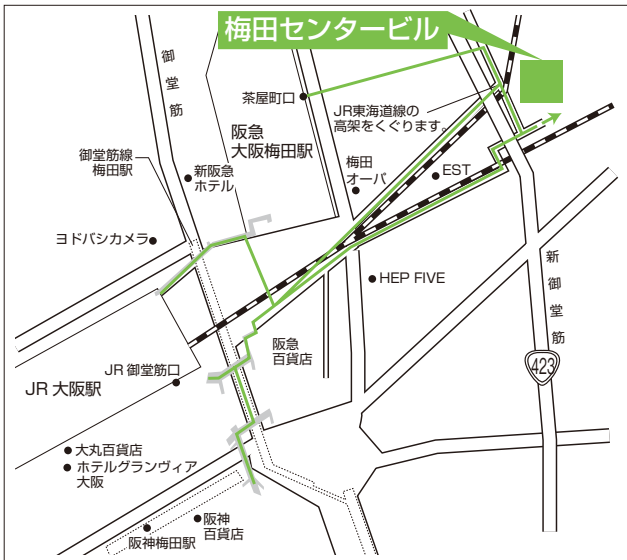 梅田センタービル
御堂筋
茶屋町口
JR東海道線の
高架をくぐります。
阪急
大阪梅田駅
御堂筋線
梅田駅
新阪急
ホテル
梅田
オーパ
EST
ヨドバシカメラ
HEP FIVE
新御堂筋
阪急
百貨店
423
JR 御堂筋口
JR 大阪駅
大丸百貨店
ホテルグランヴィア
大阪
阪神
百貨店
阪神梅田駅